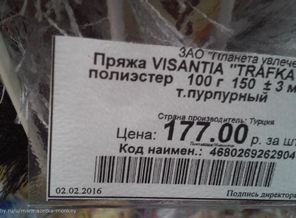 ЗАО "Планета увлече
Пряжа VISANTIA "TRAFKA
полиэстер 100 г 150 ± 3 м
т.пурпурный
Страна производитель: Турция
Цена: 177.00 р. за шт
Код наимен.: 4680269262904
02.02.2016
Подпись директора